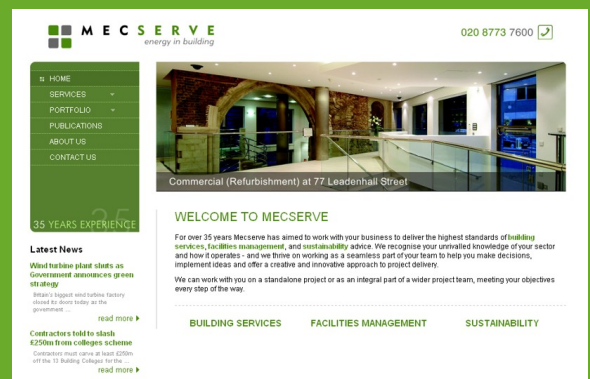 MECSERVE
energy in building
020 8773 7600
HOME
SERVICES
PORTFOLIO
PUBLICATIONS
ABOUT US
CONTACT US
35
35 YEARS EXPERIENCE
Commercial (Refurbishment) at 77 Leadenhall Street
Latest News
Wind turbine plant shuts as
Government announces green
strategy
Britain's biggest wind turbine factory
closed its doors today as the
government ...
read more
Contractors told to slash
£250m from colleges scheme
Contractors must carve at least £250m
off the 13 Building Colleges for the ...
read more
WELCOME TO MECSERVE
For over 35 years Mecserve has aimed to work with your business to deliver the highest standards of building
services, facilities management, and sustainability advice. We recognise your unrivalled knowledge of your sector
and how it operates - and we thrive on working as a seamless part of your team to help you make decisions,
implement ideas and offer a creative and innovative approach to project delivery.
We can work with you on a standalone project or as an integral part of a wider project team, meeting your objectives
every step of the way.
BUILDING SERVICES
FACILITIES MANAGEMENT
SUSTAINABILITY